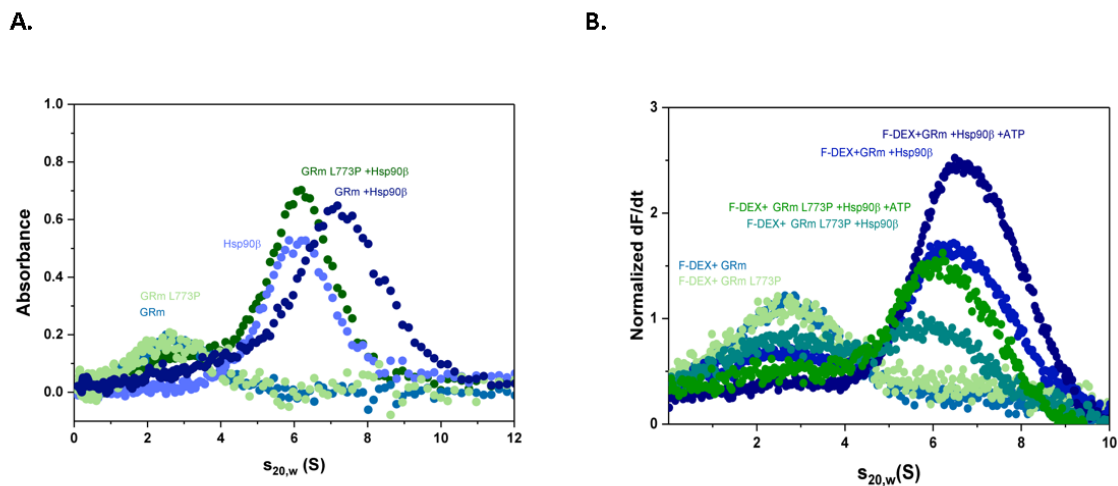 A.
B.
1.0
0.8
0.6
0.4
0.2
0.0
Absorbance
GRm L773P +Hsp90β
GRm +Hsp90β
Hsp90β
GRm L773P
GRm
0
2
4
6
8
10
12
s20,w (S)
3
2
1
0
Normalized dF/dt
F-DEX+GRm +Hsp90β +ATP
F-DEX+GRm +Hsp90β
F-DEX+ GRm L773P +Hsp90β +ATP
F-DEX+ GRm L773P +Hsp90β
F-DEX+ GRm
F-DEX+ GRm L773P
2
4
6
8
10
s20,w(S)